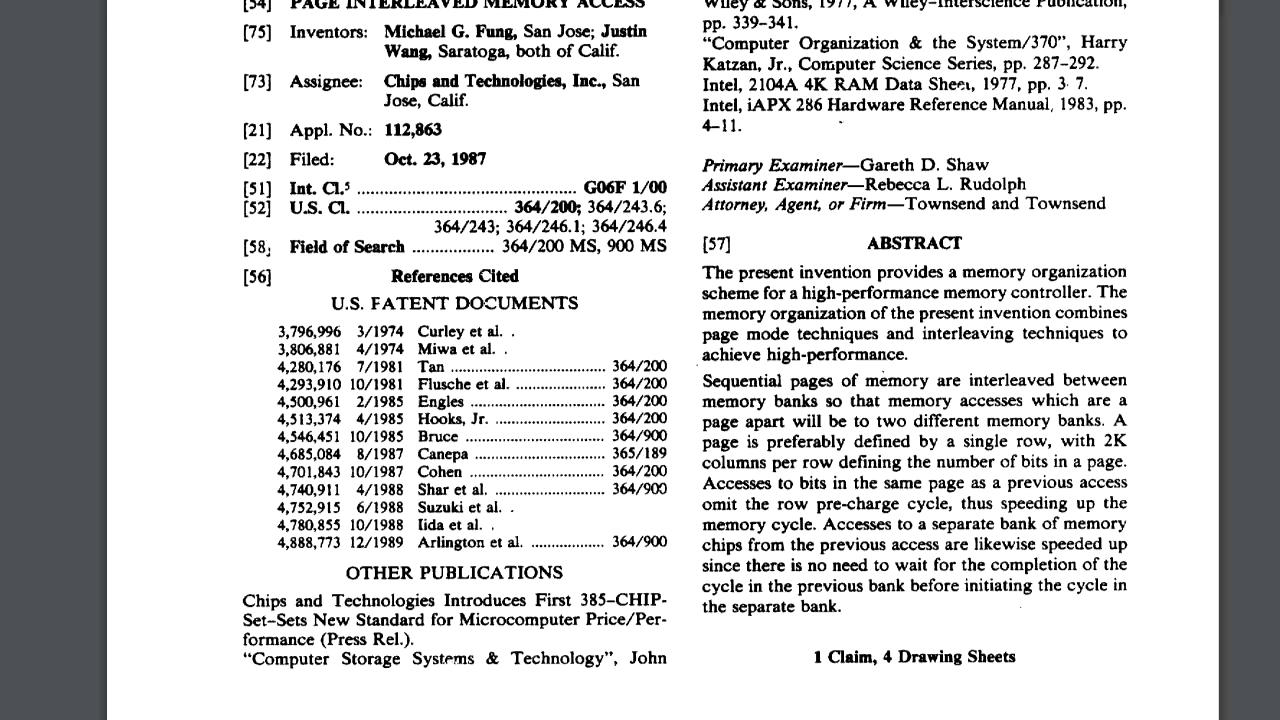 [54] PAGE INTERLEAVED MEMORY ACCESS
[75] Inventors: Michael G. Fung, San Jose; Justin
Wang, Saratoga, both of Calif.
[73] Assignee: Chips and Technologies, Inc., San
Jose, Calif.
[21] Appl. No.: 112,863
[22] Filed: Oct. 23, 1987
[51] Int. Cl.⁵ ........................................ G06F 1/00
[52] U.S. Cl. ................................ 364/200; 364/243.6;
364/243; 364/246.1; 364/246.4
[58] Field of Search .................. 364/200 MS, 900 MS
[56] References Cited
U.S. PATENT DOCUMENTS
3,796,996 3/1974 Curley et al. .
3,806,881 4/1974 Miwa et al. .
4,280,176 7/1981 Tan ........................................ 364/200
4,293,910 10/1981 Flusche et al. ........................ 364/200
4,500,961 2/1985 Engles ................................... 364/200
4,513,374 4/1985 Hooks, Jr. ............................ 364/200
4,546,451 10/1985 Bruce ................................... 364/900
4,685,084 8/1987 Canepa .................................. 365/189
4,701,843 10/1987 Cohen ................................... 364/200
4,740,911 4/1988 Shar et al. ............................. 364/900
4,752,915 6/1988 Suzuki et al. .
4,780,855 10/1988 Iida et al. .
4,888,773 12/1989 Arlington et al. ................... 364/900
OTHER PUBLICATIONS
Chips and Technologies Introduces First 385–CHIP-
Set–Sets New Standard for Microcomputer Price/Per-
formance (Press Rel.).
"Computer Storage Systems & Technology", John
Wiley & Sons, 1977, A Wiley–Interscience Publication,
pp. 339–341.
"Computer Organization & the System/370", Harry
Katzan, Jr., Computer Science Series, pp. 287–292.
Intel, 2104A 4K RAM Data Sheet, 1977, pp. 3 7.
Intel, iAPX 286 Hardware Reference Manual, 1983, pp.
4–11.
Primary Examiner—Gareth D. Shaw
Assistant Examiner—Rebecca L. Rudolph
Attorney, Agent, or Firm—Townsend and Townsend
[57] ABSTRACT
The present invention provides a memory organization
scheme for a high-performance memory controller. The
memory organization of the present invention combines
page mode techniques and interleaving techniques to
achieve high-performance.
Sequential pages of memory are interleaved between
memory banks so that memory accesses which are a
page apart will be to two different memory banks. A
page is preferably defined by a single row, with 2K
columns per row defining the number of bits in a page.
Accesses to bits in the same page as a previous access
omit the row pre-charge cycle, thus speeding up the
memory cycle. Accesses to a separate bank of memory
chips from the previous access are likewise speeded up
since there is no need to wait for the completion of the
cycle in the previous bank before initiating the cycle in
the separate bank.
1 Claim, 4 Drawing Sheets